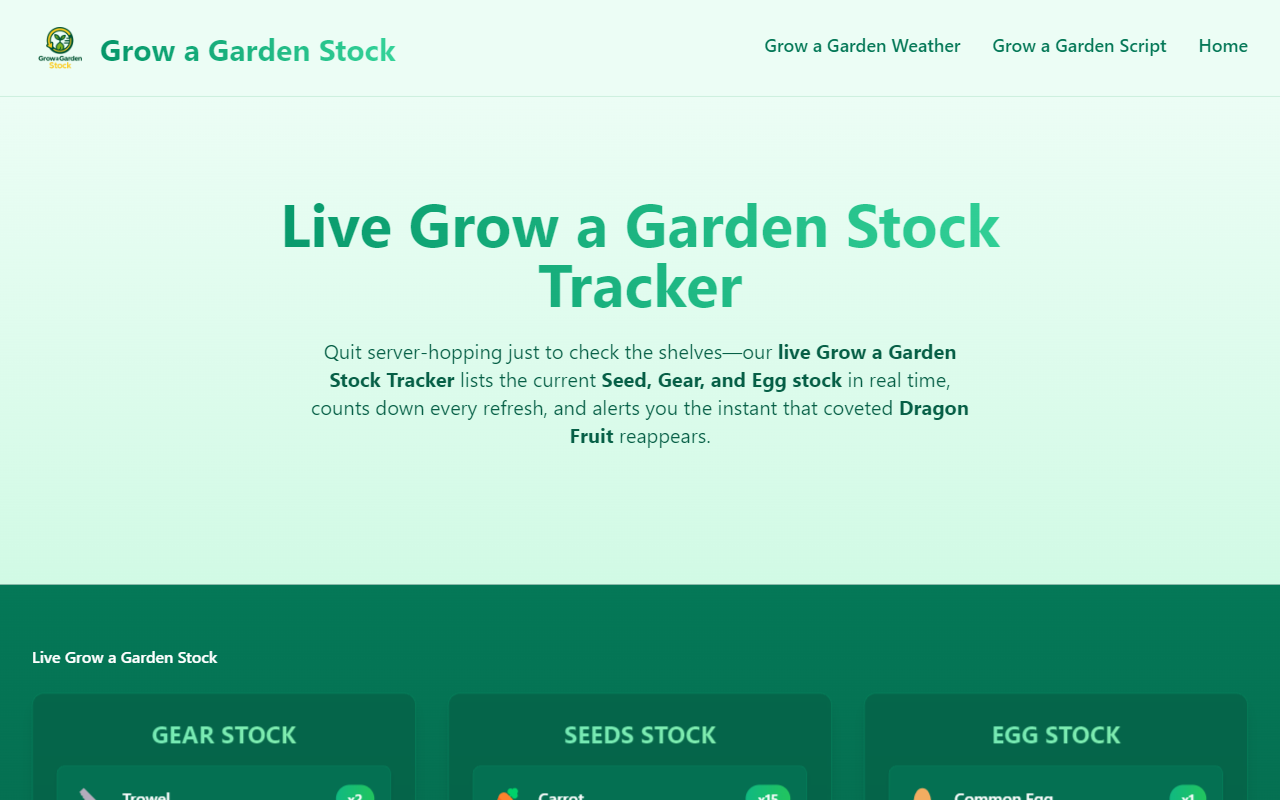 Grow a Garden
Stock
Grow a Garden Stock
Grow a Garden Weather
Grow a Garden Script
Home
Live Grow a Garden Stock
Tracker
Quit server-hopping just to check the shelves—our live Grow a Garden
Stock Tracker lists the current Seed, Gear, and Egg stock in real time,
counts down every refresh, and alerts you the instant that coveted Dragon
Fruit reappears.
Live Grow a Garden Stock
GEAR STOCK
Trowel
x2
SEEDS STOCK
Carrot
x15
EGG STOCK
Common Egg
x1